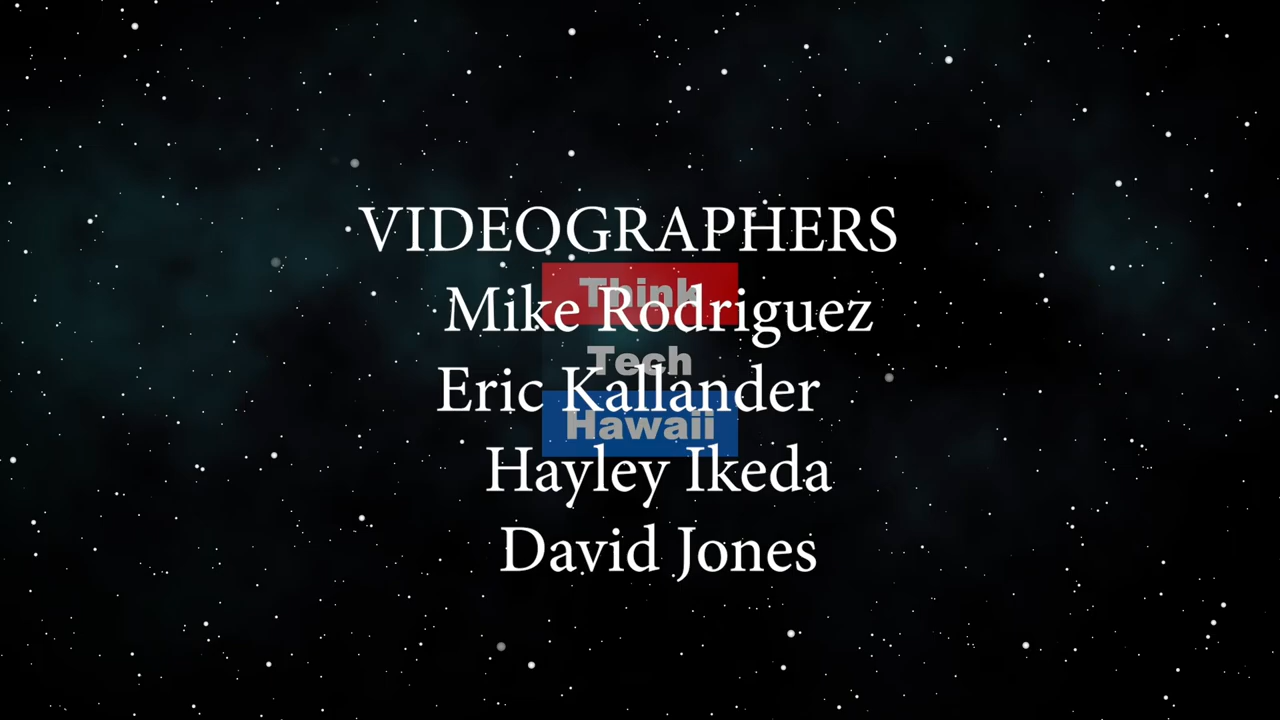 VIDEOGRAPHERS
Think
Mike Rodriguez
Tech
Eric Kallander
Hawaii
Hayley Ikeda
David Jones